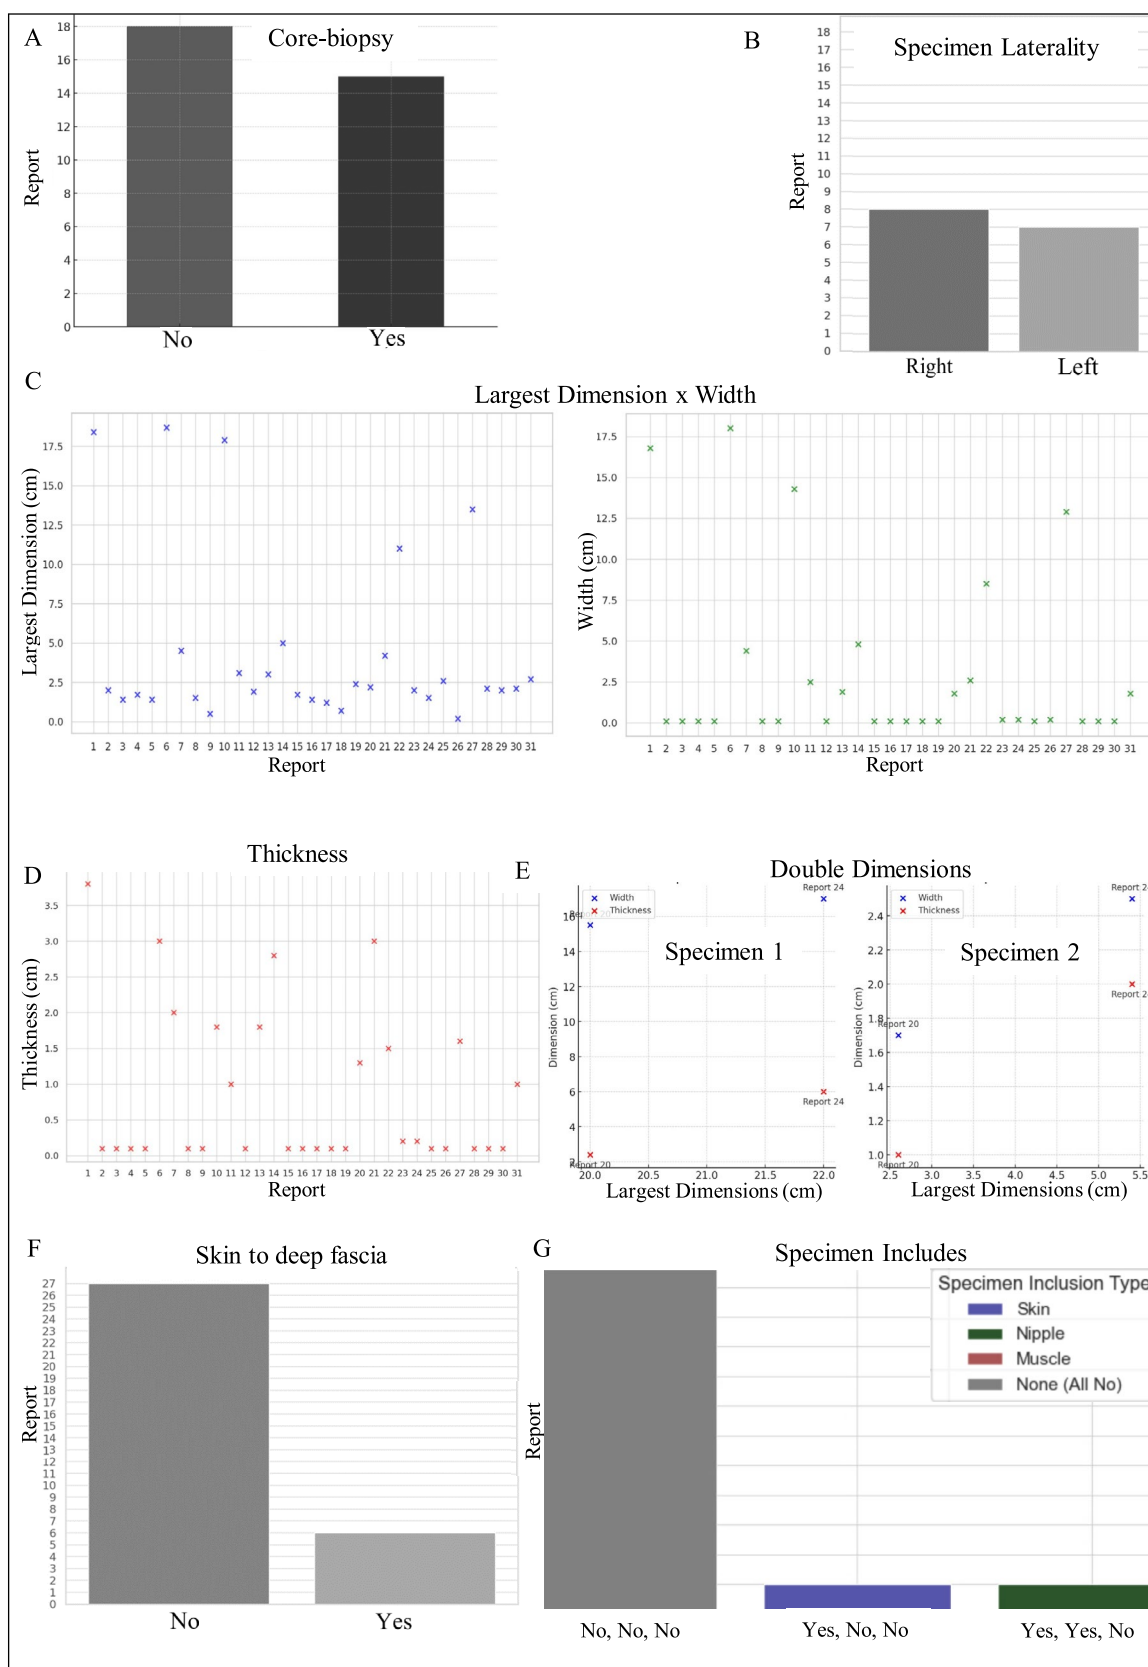 A
Core-biopsy
Report
18
16
14
12
10
8
6
4
2
0
No
Yes
B
Specimen Laterality
Report
18
17
16
15
14
13
12
11
10
9
8
7
6
5
4
3
2
1
0
Right
Left
C
Largest Dimension x Width
Largest Dimension (cm)
17.5
15.0
12.5
10.0
7.5
5.0
2.5
0.0
1 2 3 4 5 6 7 8 9 10 11 12 13 14 15 16 17 18 19 20 21 22 23 24 25 26 27 28 29 30 31
Report
Width (cm)
17.5
15.0
12.5
10.0
7.5
5.0
2.5
0.0
1 2 3 4 5 6 7 8 9 10 11 12 13 14 15 16 17 18 19 20 21 22 23 24 25 26 27 28 29 30 31
Report
D
Thickness
Thickness (cm)
3.5
3.0
2.5
2.0
1.5
1.0
0.5
0.0
1 2 3 4 5 6 7 8 9 10 11 12 13 14 15 16 17 18 19 20 21 22 23 24 25 26 27 28 29 30 31
Report
E
Double Dimensions
Width
Thickness
Report 24
Specimen 1
Dimension (cm)
16
14
12
10
8
6
4
2
Report 24
Report 20
20.0 20.5 21.0 21.5 22.0
Largest Dimensions (cm)
Width
Thickness
Report 2
Specimen 2
Dimension (cm)
2.4
2.2
2.0
1.8
1.6
1.4
1.2
1.0
Report 2
Report 20
Report 20
2.5 3.0 3.5 4.0 4.5 5.0 5.5
Largest Dimensions (cm)
F
Skin to deep fascia
Report
27
26
25
24
23
22
21
20
19
18
17
16
15
14
13
12
11
10
9
8
7
6
5
4
3
2
1
0
No
Yes
G
Specimen Includes
Report
Specimen Inclusion Type
Skin
Nipple
Muscle
None (All No)
No, No, No
Yes, No, No
Yes, Yes, No